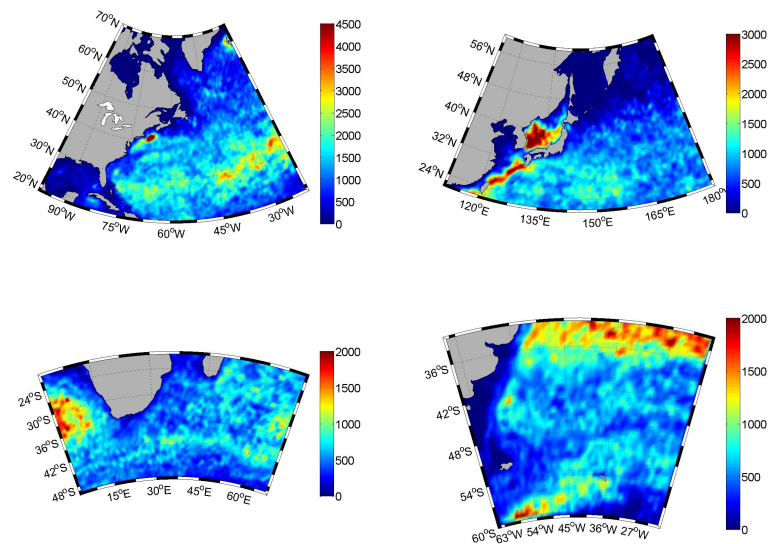 70°N
60°N
50°N
40°N
30°N
20°N
90°W
75°W
60°W
45°W
30°W
4500
4000
3500
3000
2500
2000
1500
1000
500
0
56°N
48°N
40°N
32°N
24°N
120°E
135°E
150°E
165°E
180°E
3000
2500
2000
1500
1000
500
0
24°S
30°S
36°S
42°S
48°S
15°E
30°E
45°E
60°E
2000
1500
1000
500
0
36°S
42°S
48°S
54°S
60°S
63°W
54°W
45°W
36°W
27°W
2000
1500
1000
500
0